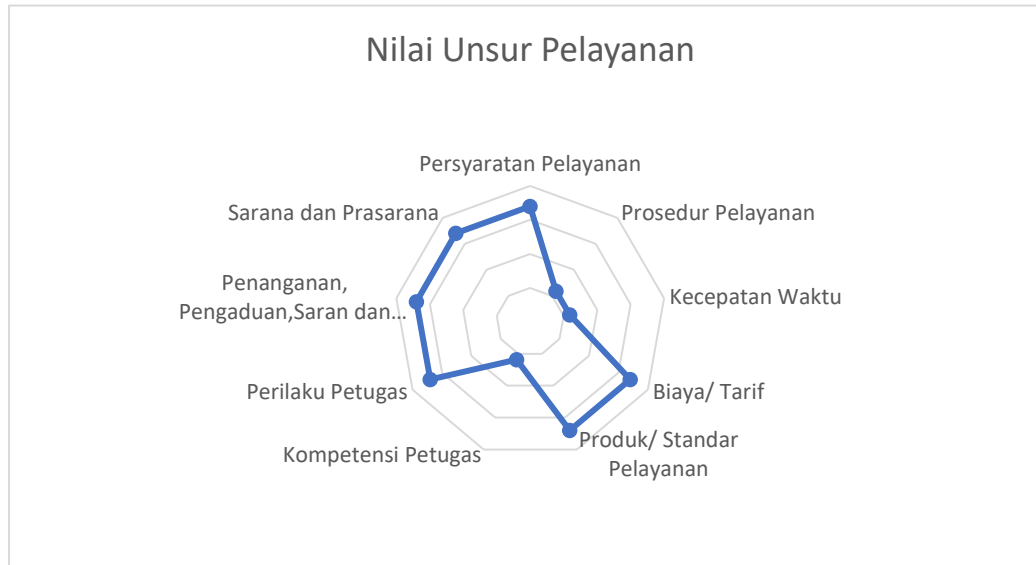 Nilai Unsur Pelayanan
Persyaratan Pelayanan
Prosedur Pelayanan
Kecepatan Waktu
Biaya/ Tarif
Produk/ Standar
Pelayanan
Kompetensi Petugas
Perilaku Petugas
Penanganan,
Pengaduan,Saran dan...
Sarana dan Prasarana